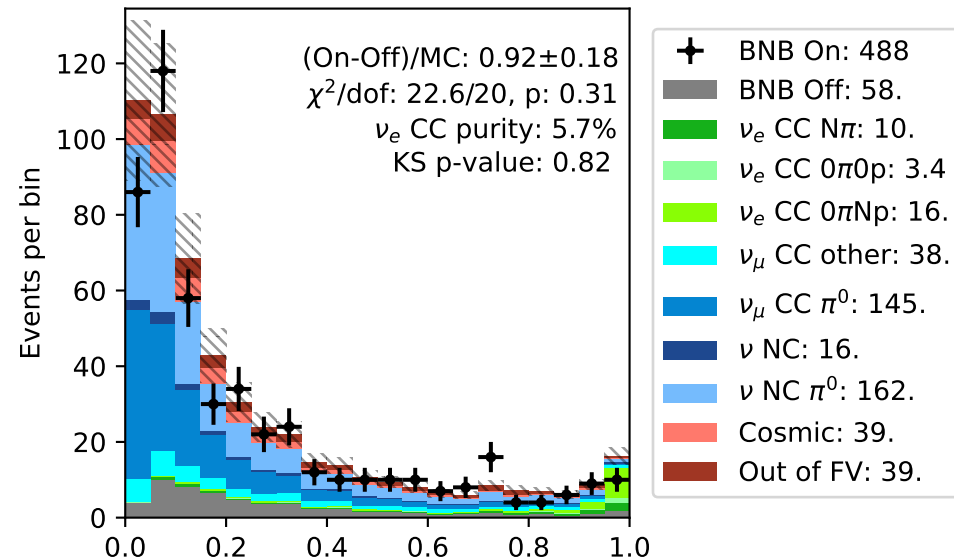 (On-Off)/MC: 0.92±0.18
χ²/dof: 22.6/20, p: 0.31
νₑ CC purity: 5.7%
KS p-value: 0.82
Events per bin
120
100
80
60
40
20
0
0.0 0.2 0.4 0.6 0.8 1.0
BNB On: 488
BNB Off: 58.
νₑ CC Nπ: 10.
νₑ CC 0π0p: 3.4
νₑ CC 0πNp: 16.
ν_μ CC other: 38.
ν_μ CC π⁰: 145.
ν NC: 16.
ν NC π⁰: 162.
Cosmic: 39.
Out of FV: 39.